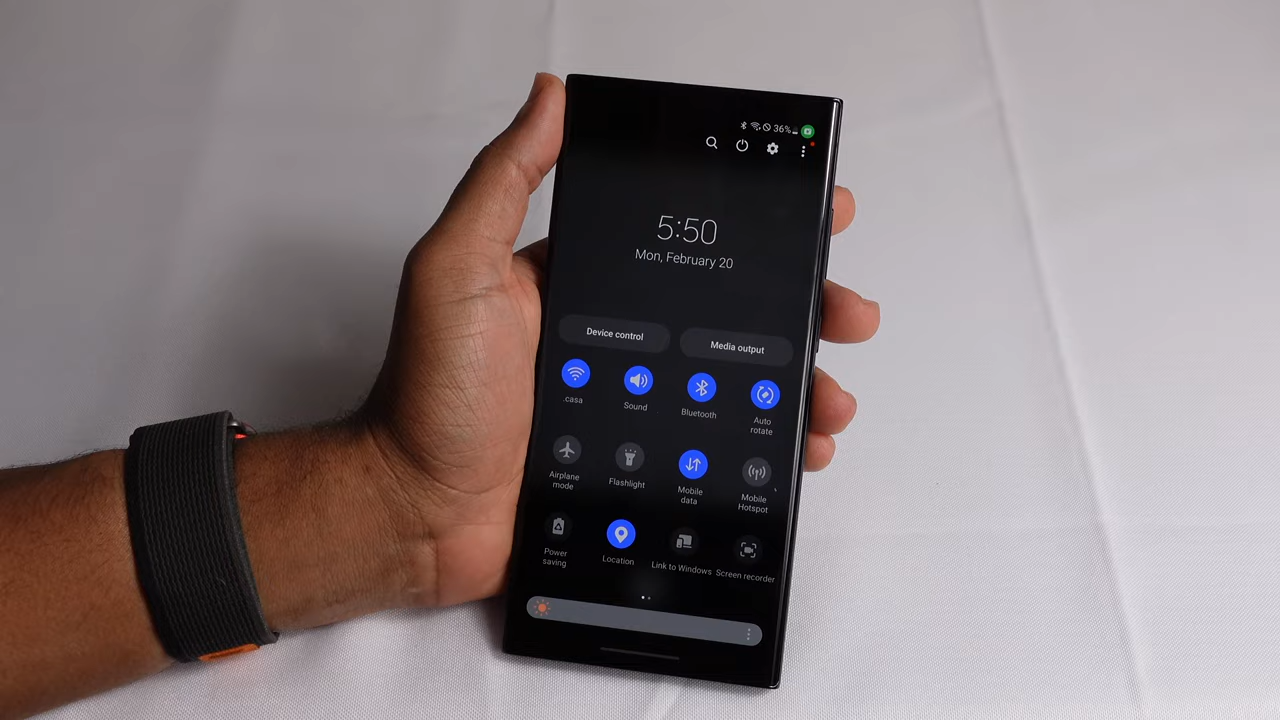 36%
5:50
Mon, February 20
Device control
Media output
.casa
Sound
Bluetooth
Auto
rotate
Airplane
mode
Flashlight
Mobile
data
Mobile
Hotspot
Power
saving
Location
Link to Windows
Screen recorder